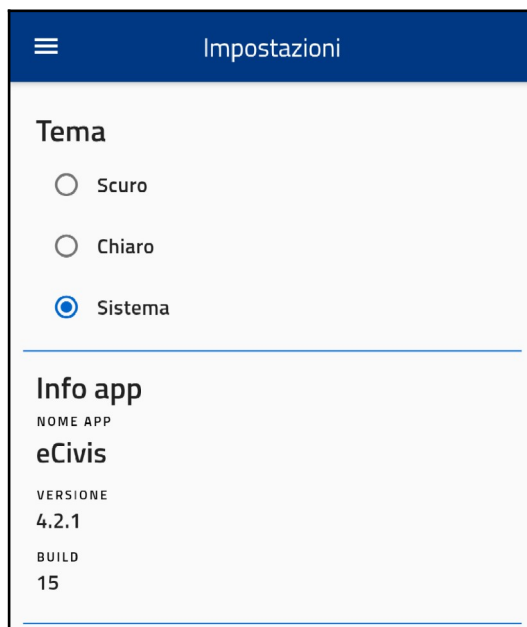 Impostazioni
Tema
Scuro
Chiaro
Sistema
Info app
NOME APP
eCivis
VERSIONE
4.2.1
BUILD
15